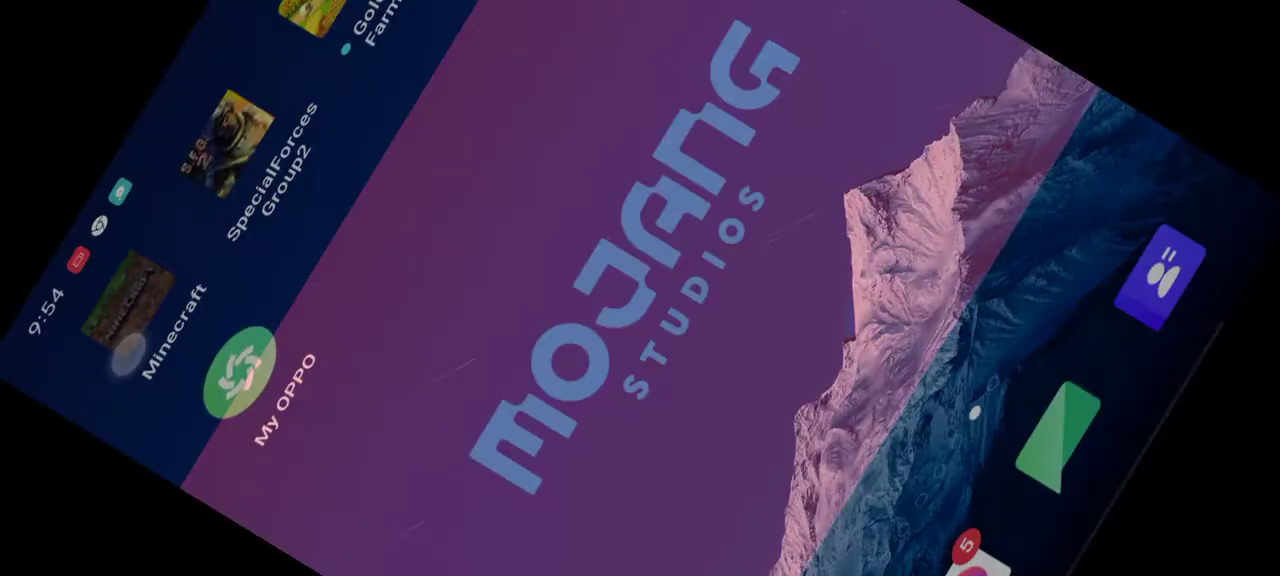 9:54
Minecraft
My OPPO
SpecialForces
Group2
MOJANG
STUDIOS
5